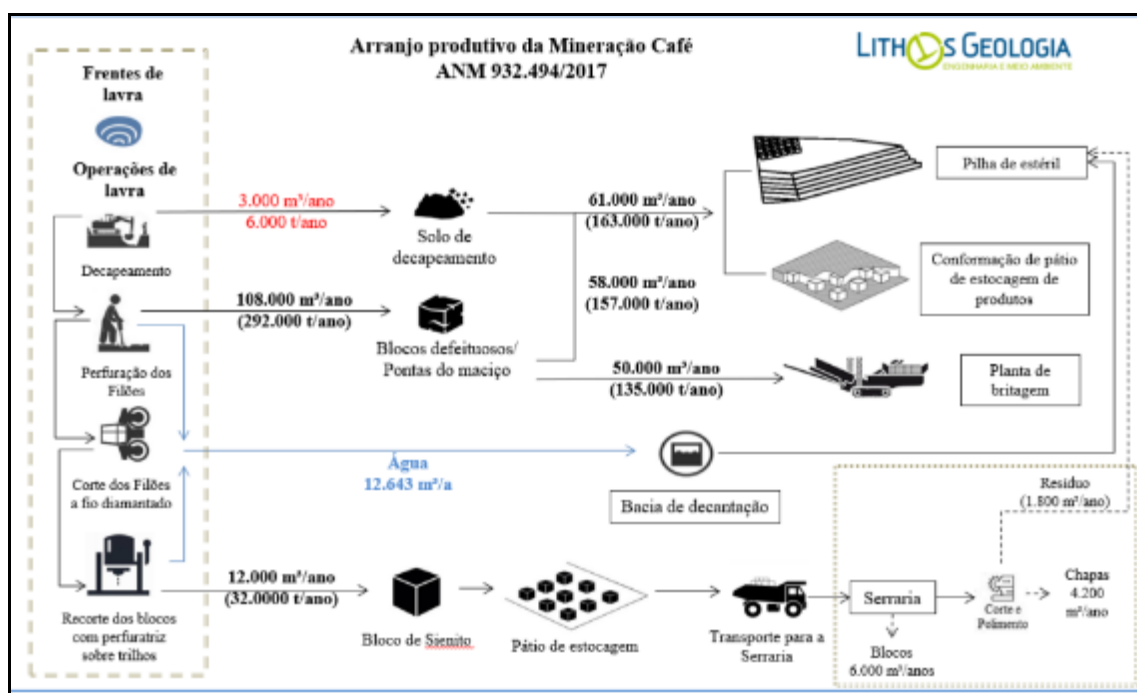 Arranjo produtivo da Mineração Café
ANM 932.494/2017
LITHOS GEOLOGIA
ENGENHARIA E MEIO AMBIENTE
Frentes de
lavra
Operações de
lavra
Decapeamento
Perfuração dos
Filões
Corte dos Filões
a fio diamantado
Recorte dos blocos
com perfuratriz
sobre trilhos
3.000 m³/ano
6.000 t/ano
Solo de
decapeamento
61.000 m³/ano
(163.000 t/ano)
Pilha de estéril
108.000 m³/ano
(292.000 t/ano)
Blocos defeituosos/
Pontas do maciço
58.000 m³/ano
(157.000 t/ano)
Conformação de pátio
de estocagem de
produtos
50.000 m³/ano
(135.000 t/ano)
Planta de
britagem
Água
12.643 m³/a
Bacia de decantação
12.000 m³/ano
(32.0000 t/ano)
Bloco de Sienito
Pátio de estocagem
Transporte para a
Serraria
Serraria
Blocos
6.000 m³/anos
Corte e
Polimento
Resíduo
(1.800 m³/ano)
Chapas
4.200
m³/ano